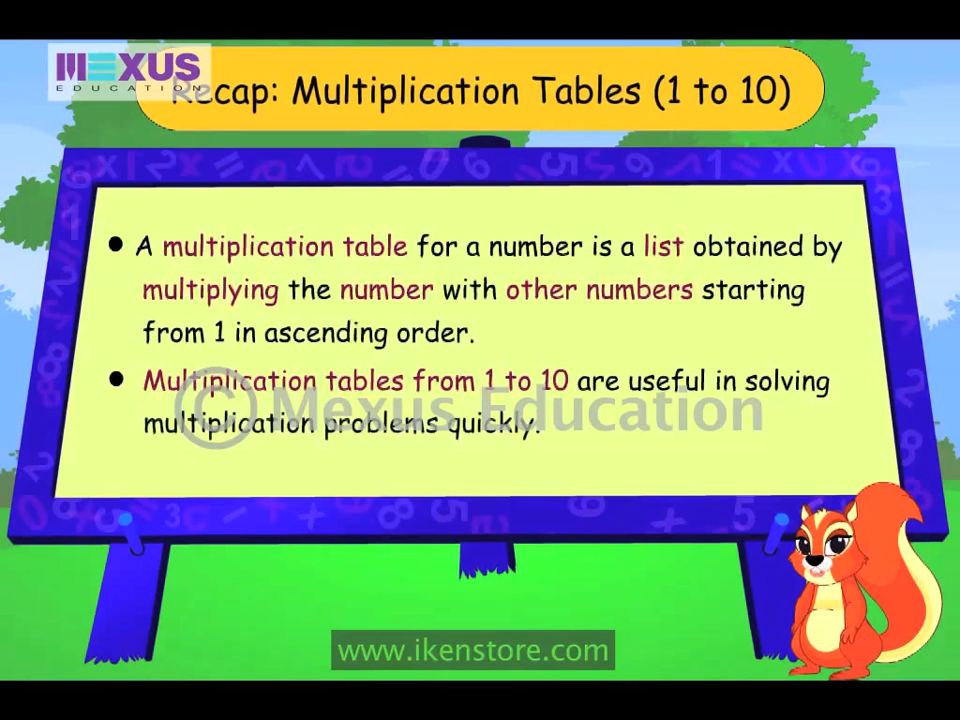 MEXUS
EDUCATION
Recap: Multiplication Tables (1 to 10)
• A multiplication table for a number is a list obtained by
multiplying the number with other numbers starting
from 1 in ascending order.
• Multiplication tables from 1 to 10 are useful in solving
multiplication problems quickly.
© Mexus Education
www.ikenstore.com